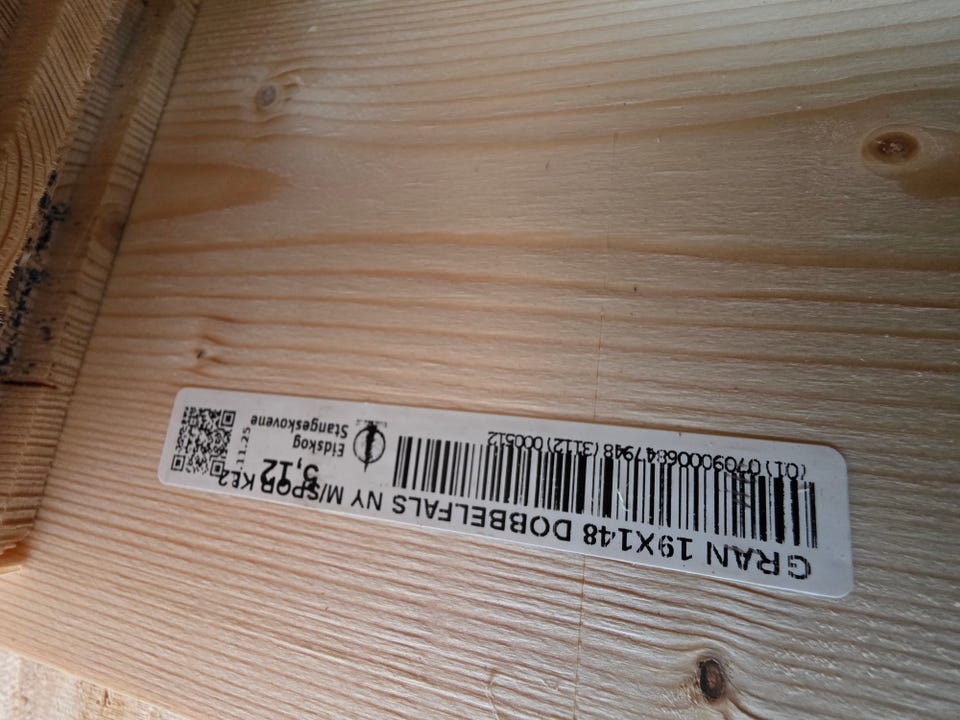 GRAN 19X148 DOBBELFALS NY M/SPOR KE2
5,12
Eidskog
Stangeskovene
(01)07090006847948(3112)000512